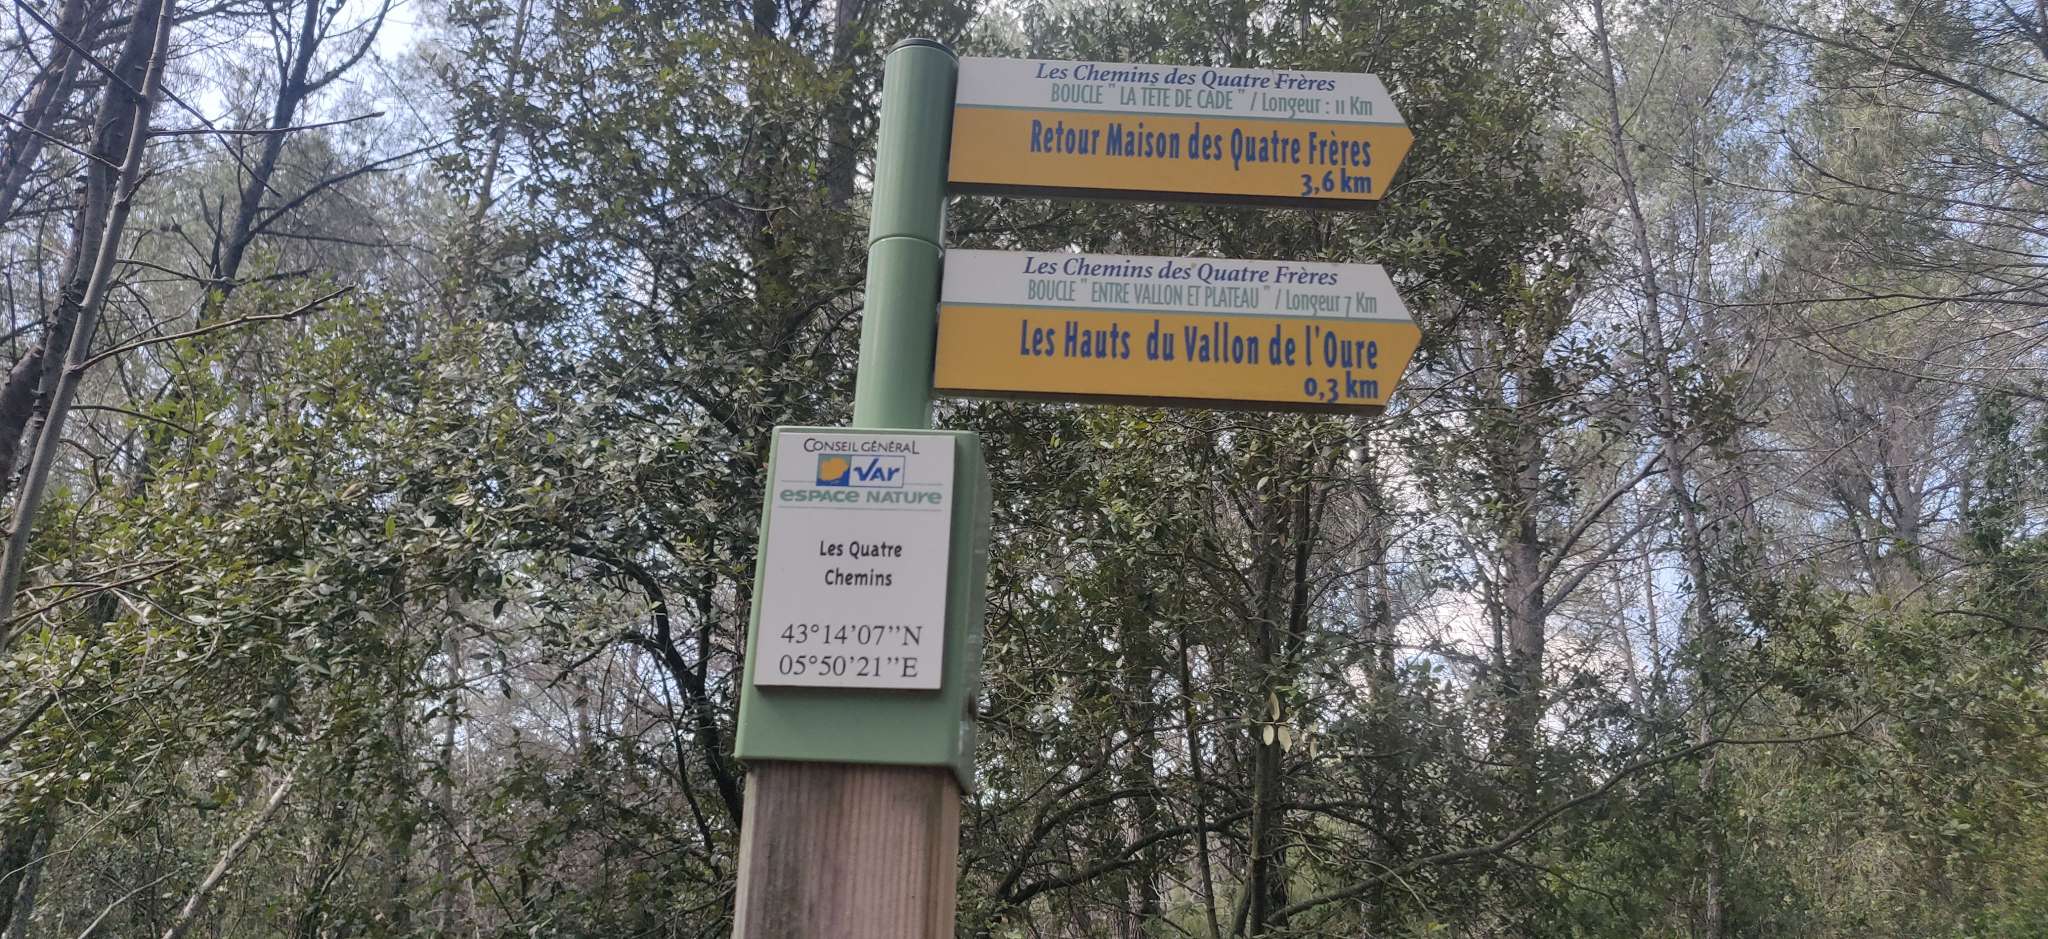 Les Chemins des Quatre Frères
BOUCLE " LA TÊTE DE CADE " / Longeur : 11 Km
Retour Maison des Quatre Frères
3,6 km
Les Chemins des Quatre Frères
BOUCLE " ENTRE VALLON ET PLATEAU " / Longeur 7 Km
Les Hauts du Vallon de l'Oure
0,3 km
CONSEIL GÉNÉRAL
Var
ESPACE NATURE
Les Quatre
Chemins
43°14'07''N
05°50'21''E